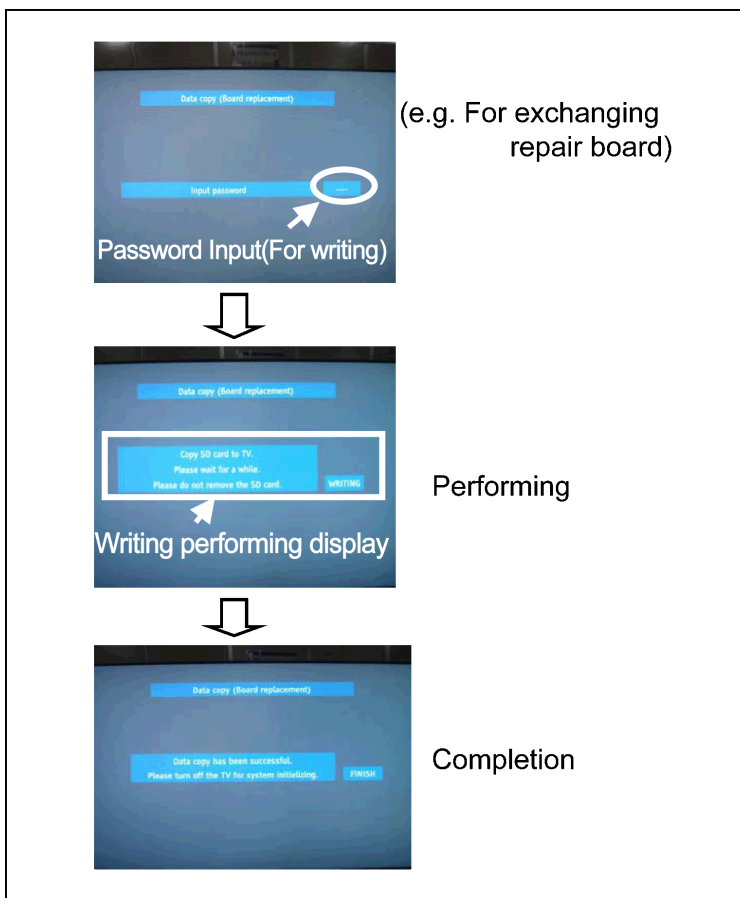 Data copy (Board replacement)
(e.g. For exchanging
repair board)
Input password
----
Password Input(For writing)
Data copy (Board replacement)
Copy SD card to TV.
Please wait for a while.
Please do not remove the SD card.
WRITING
Performing
Writing performing display
Data copy (Board replacement)
Data copy has been successful.
Please turn off the TV for system initializing.
FINISH
Completion